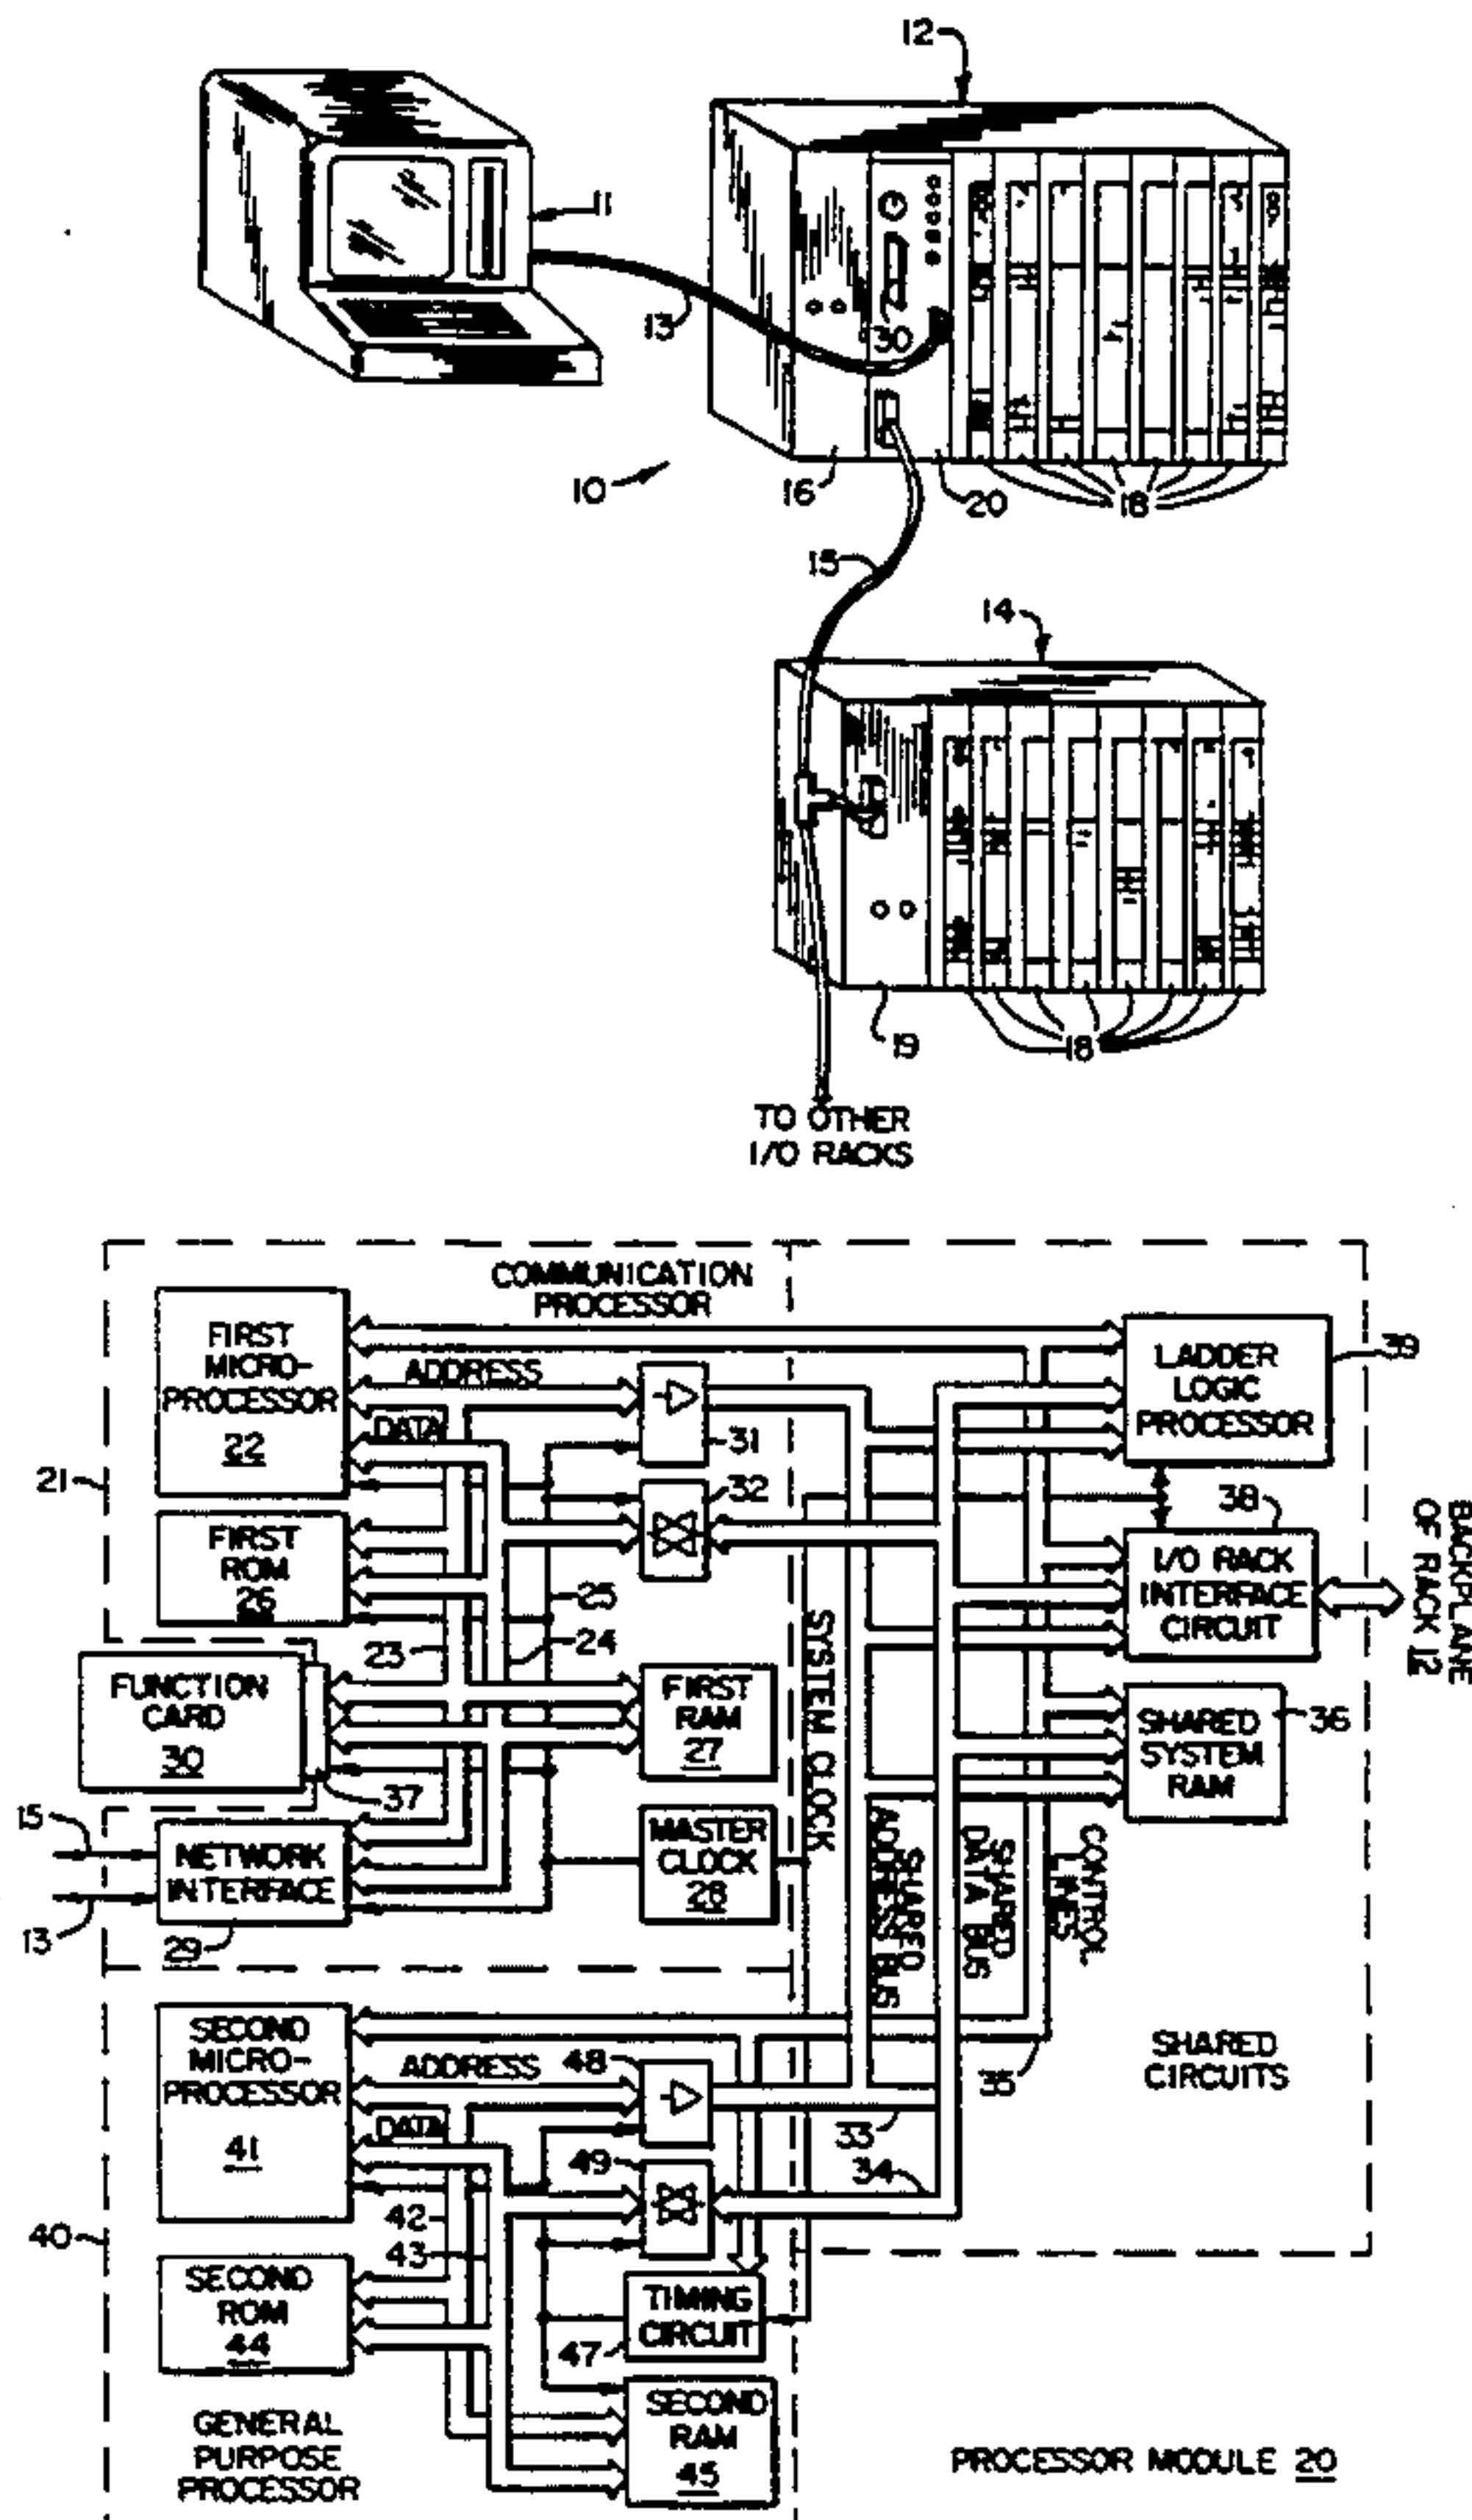 12
11
13
30
10
16
20
18
15
14
19
18
TO OTHER
I/O RACKS
COMMUNICATION
PROCESSOR
FIRST
MICRO-
PROCESSOR
22
ADDRESS
DATA
31
32
LADDER
LOGIC
PROCESSOR
39
21
FIRST
ROM
26
38
I/O RACK
INTERFACE
CIRCUIT
BACKPLANE
OF RACK 12
25
24
23
SYSTEM CLOCK
FUNCTION
CARD
30
37
FIRST
RAM
27
SHARED
SYSTEM
RAM
36
15
13
NETWORK
INTERFACE
29
MASTER
CLOCK
28
SHARED
ADDRESS BUS
SHARED
DATA BUS
CONTROL
LINES
SECOND
MICRO-
PROCESSOR
41
ADDRESS
DATA
48
49
33
34
35
SHARED
CIRCUITS
40
42
43
SECOND
ROM
44
TIMING
CIRCUIT
47
SECOND
RAM
45
GENERAL
PURPOSE
PROCESSOR
PROCESSOR MODULE 20